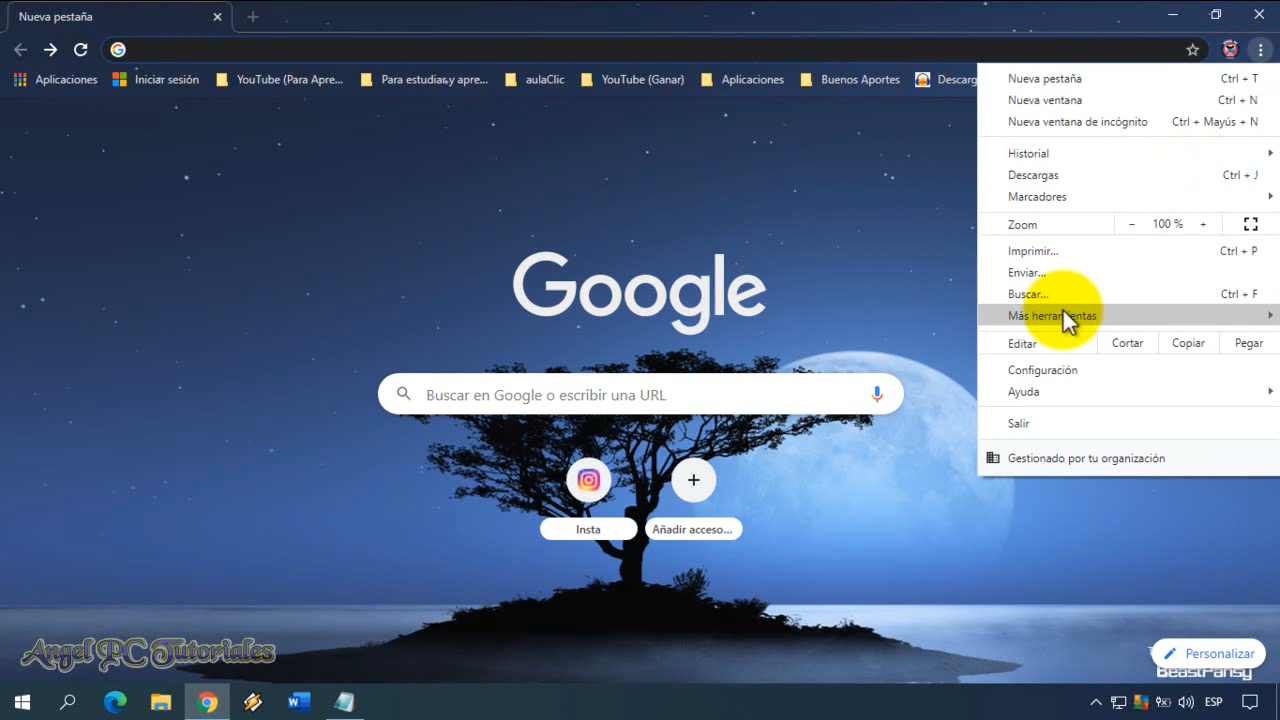 Nueva pestaña
Aplicaciones
Iniciar sesión
YouTube (Para Apre...
Para estudiar,y apre...
aulaClic
YouTube (Ganar)
Aplicaciones
Buenos Aportes
Descarg
Nueva pestaña Ctrl + T
Nueva ventana Ctrl + N
Nueva ventana de incógnito Ctrl + Mayús + N
Historial
Descargas Ctrl + J
Marcadores
Zoom − 100 % +
Imprimir... Ctrl + P
Enviar...
Buscar... Ctrl + F
Más herramientas
Editar Cortar Copiar Pegar
Configuración
Ayuda
Salir
Gestionado por tu organización
Google
Buscar en Google o escribir una URL
Insta
Añadir acceso...
Angel PC Tutoriales
Personalizar
BeastPansy
ESP